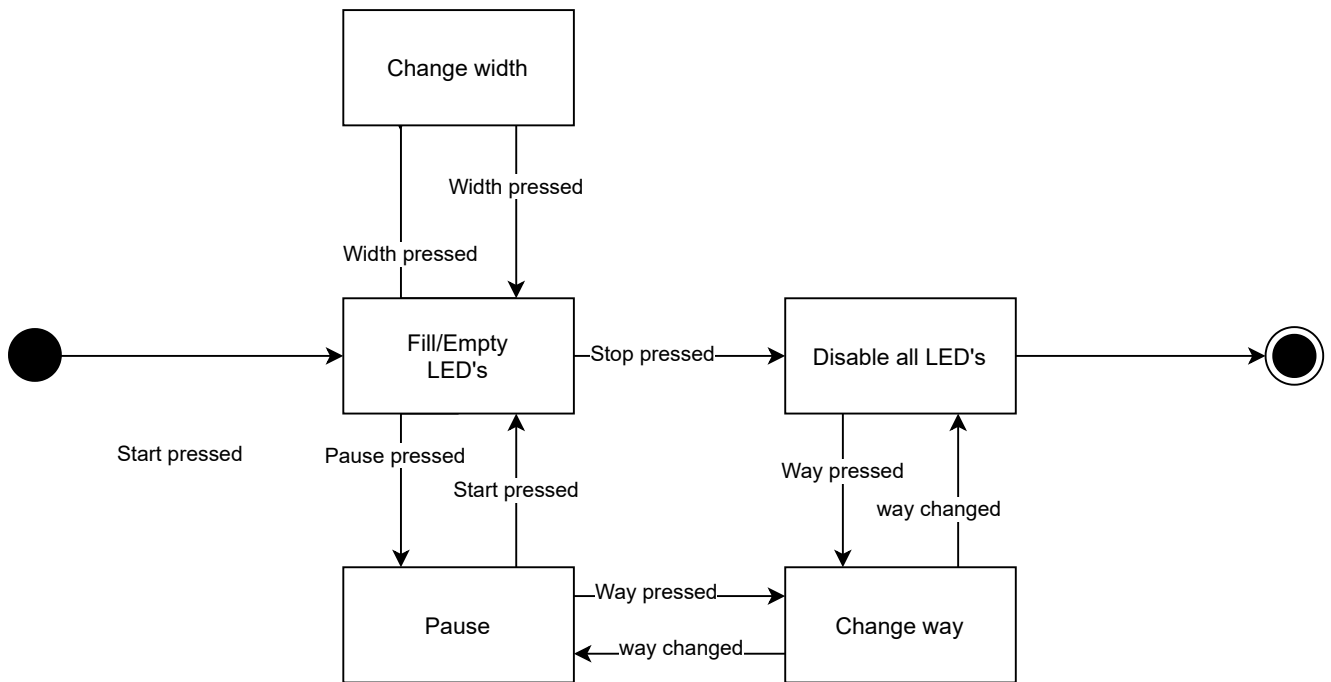 Change width
Width pressed
Width pressed
Fill/Empty
LED's
Stop pressed
Disable all LED's
Start pressed
Pause pressed
Start pressed
Way pressed
way changed
Way pressed
Pause
Change way
way changed